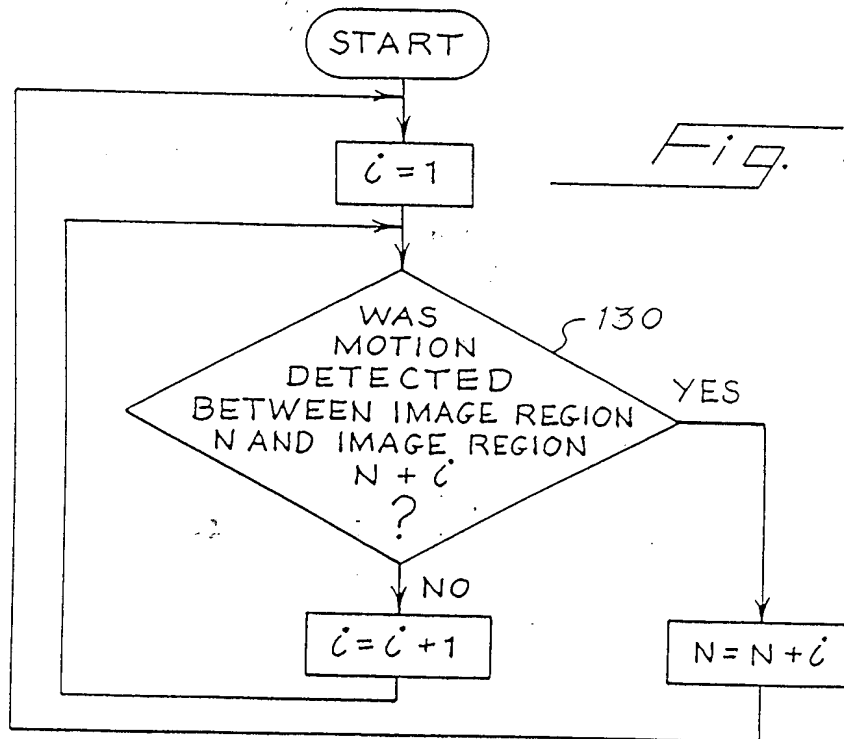 START
Fig.
i = 1
130
WAS
MOTION
DETECTED
BETWEEN IMAGE REGION
N AND IMAGE REGION
N + i
?
YES
NO
i = i + 1
N = N + i